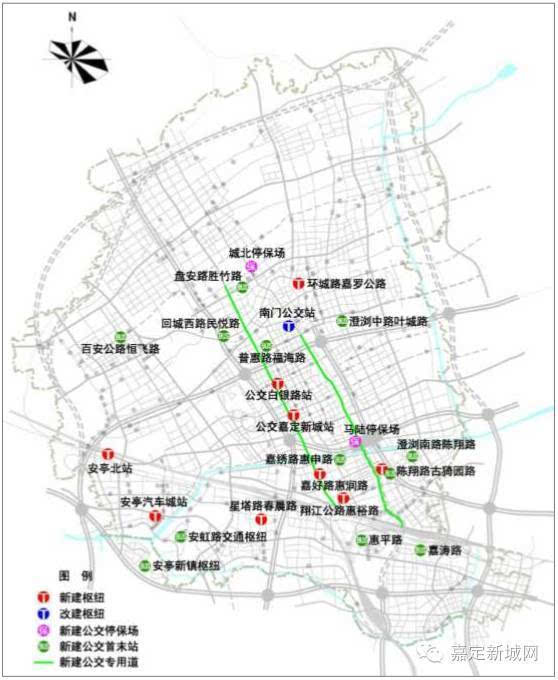 N
城北停保场
盘安路胜竹路
环城路嘉罗公路
南门公交站
回城西路民悦路
澄浏中路叶城路
百安公路恒飞路
普惠路福海路
公交白银路站
公交嘉定新城站
马陆停保场
澄浏南路陈翔路
嘉绣路惠申路
安亭北站
陈翔路古猗园路
嘉好路惠润路
安亭汽车城站
星塔路春晨路
翔江公路惠裕路
安虹路交通枢纽
惠平路
嘉涛路
安亭新镇枢纽
图 例
新建枢纽
改建枢纽
新建公交停保场
新建公交首末站
新建公交专用道
嘉定新城网